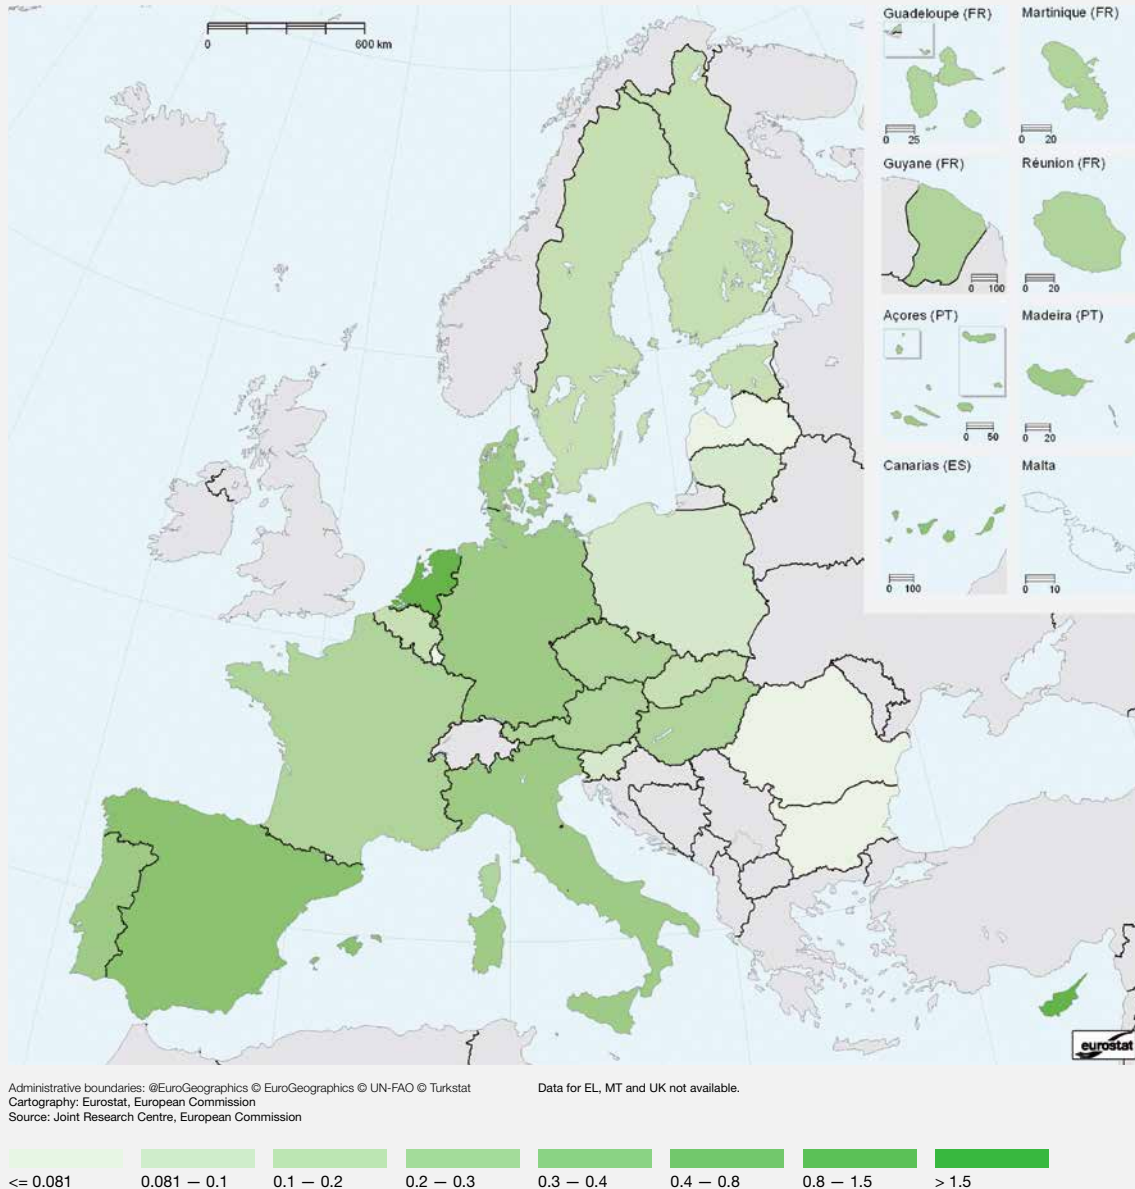 Guadeloupe (FR)
Martinique (FR)
0 600 km
0 25
0 20
Guyane (FR)
Réunion (FR)
0 100
0 20
Açores (PT)
Madeira (PT)
0 50
0 20
Canarias (ES)
Malta
0 100
0 10
eurostat
Administrative boundaries: @EuroGeographics © EuroGeographics © UN-FAO © Turkstat
Cartography: Eurostat, European Commission
Source: Joint Research Centre, European Commission
Data for EL, MT and UK not available.
<= 0.081
0.081 — 0.1
0.1 — 0.2
0.2 — 0.3
0.3 — 0.4
0.4 — 0.8
0.8 — 1.5
> 1.5